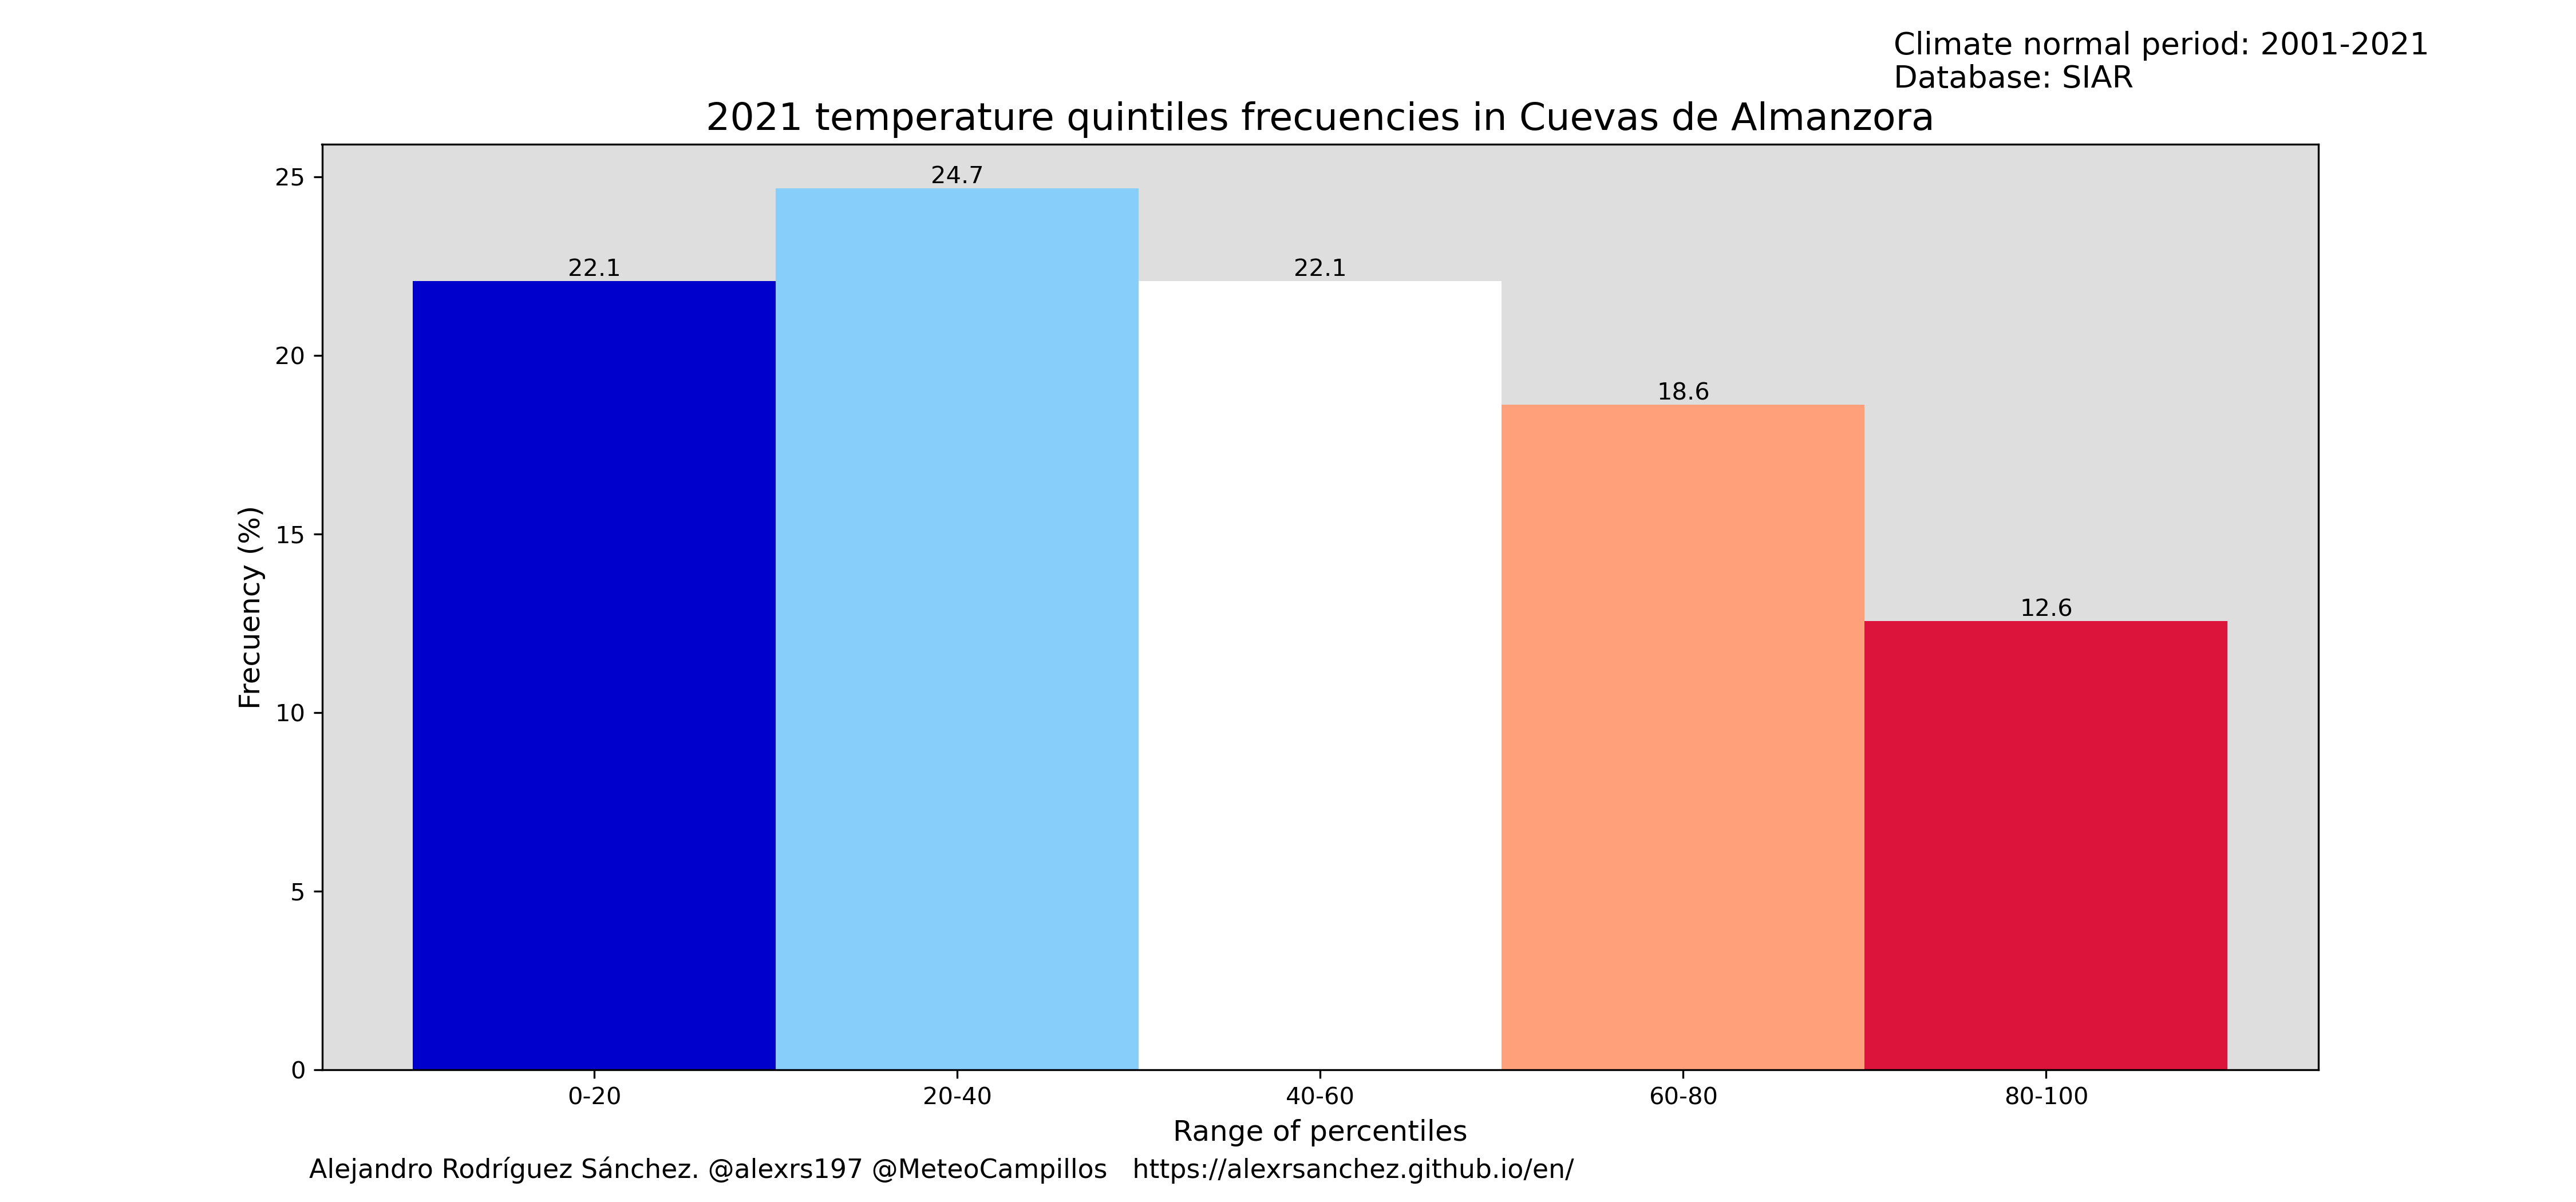 Climate normal period: 2001-2021
Database: SIAR
2021 temperature quintiles frecuencies in Cuevas de Almanzora
25
24.7
22.1
22.1
20
18.6
Frecuency (%)
15
12.6
10
5
0
0-20
20-40
40-60
60-80
80-100
Range of percentiles
Alejandro Rodríguez Sánchez. @alexrs197 @MeteoCampillos https://alexrsanchez.github.io/en/